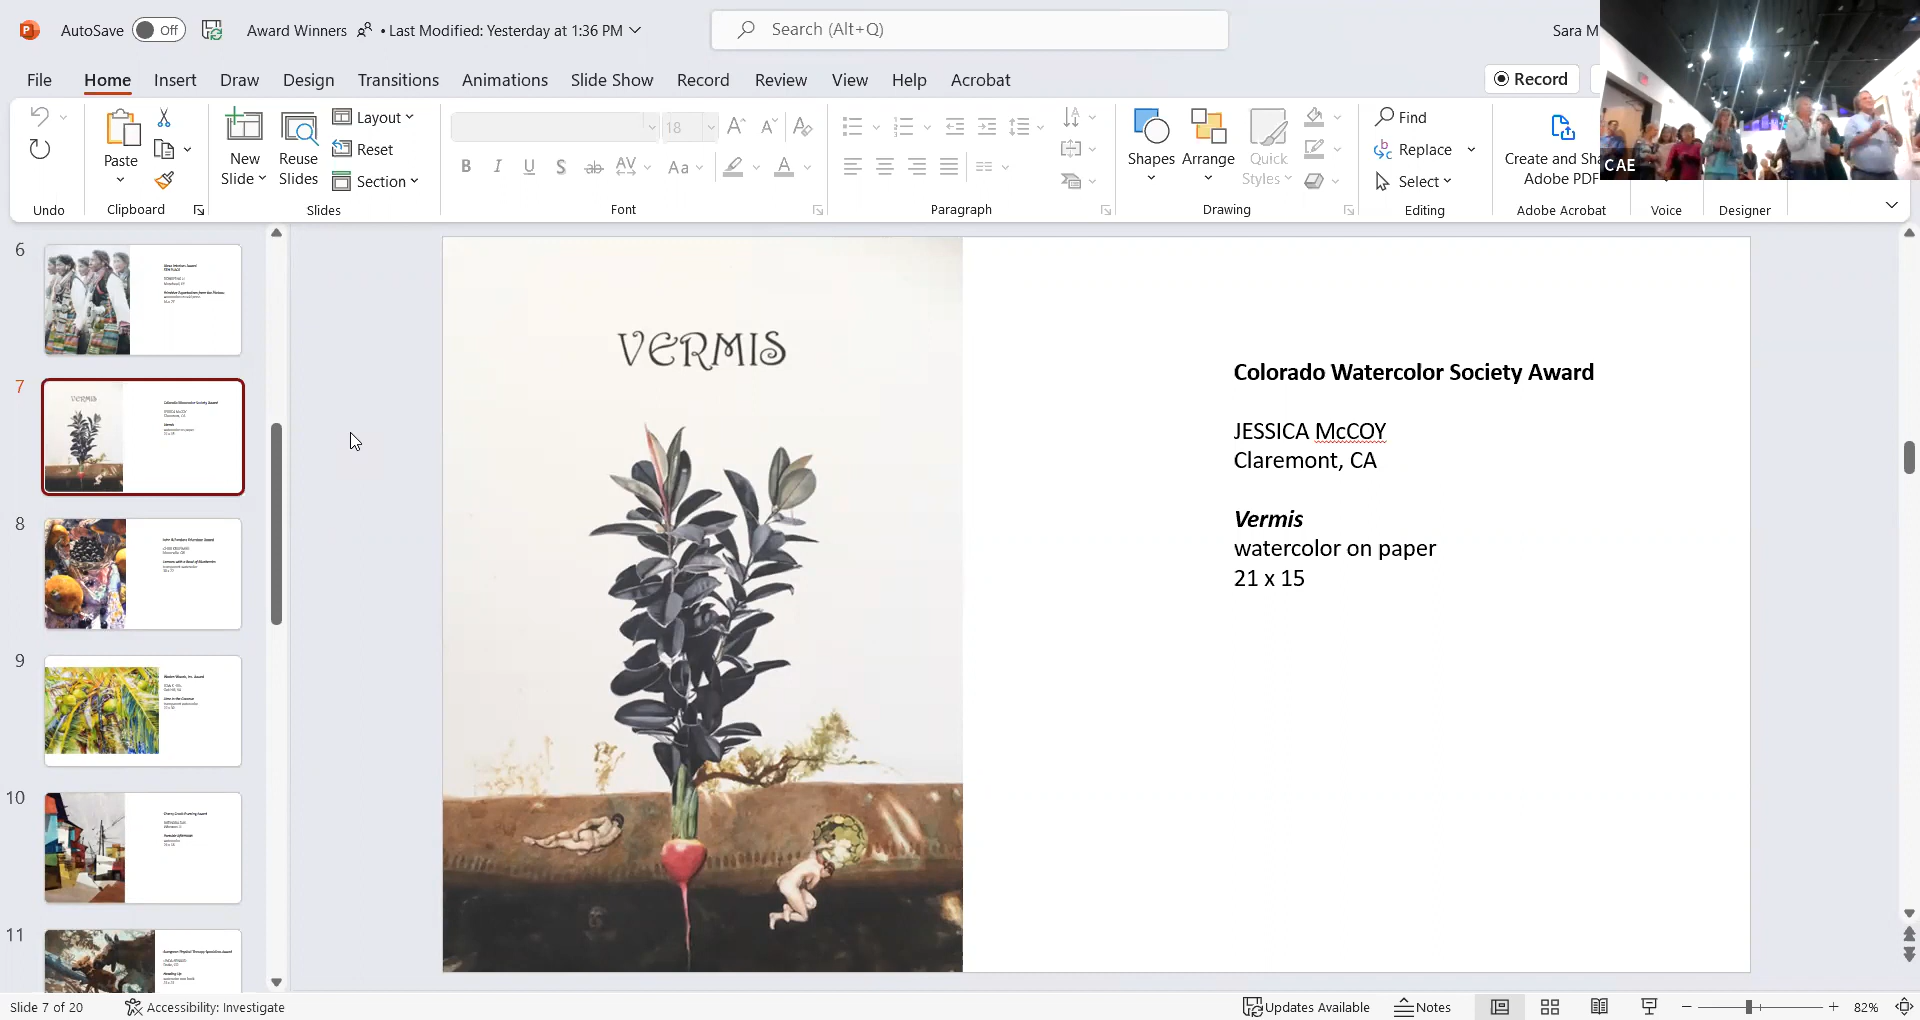 AutoSave Off Award Winners • Last Modified: Yesterday at 1:36 PM Search (Alt+Q) Sara M
File Home Insert Draw Design Transitions Animations Slide Show Record Review View Help Acrobat Record
Paste
New Slide
Reuse Slides
Layout
Reset
Section
18
B I U S ab AV Aa A
Shapes Arrange Quick Styles
Find
Replace
Select
Create and Sha
Adobe PDF
CAE
Undo Clipboard Slides Font Paragraph Drawing Editing Adobe Acrobat Voice Designer
6
7
8
9
10
11
VERMIS
Colorado Watercolor Society Award
JESSICA McCOY
Claremont, CA
Vermis
watercolor on paper
21 x 15
Slide 7 of 20 Accessibility: Investigate Updates Available Notes 82%